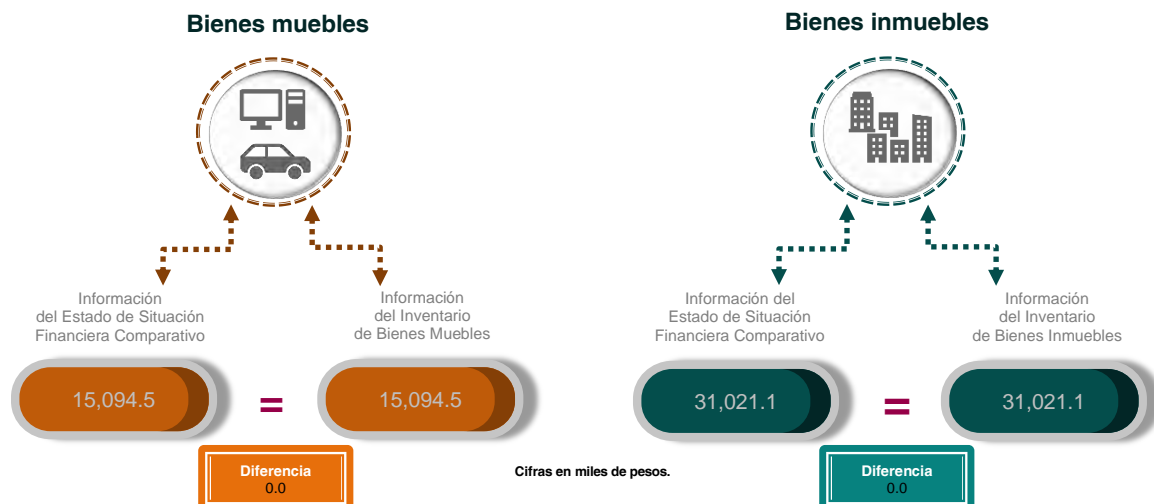 Bienes muebles
Información
del Estado de Situación
Financiera Comparativo
Información
del Inventario
de Bienes Muebles
15,094.5
=
15,094.5
Diferencia
0.0
Cifras en miles de pesos.
Bienes inmuebles
Información del
Estado de Situación
Financiera Comparativo
Información
del Inventario
de Bienes Inmuebles
31,021.1
=
31,021.1
Diferencia
0.0